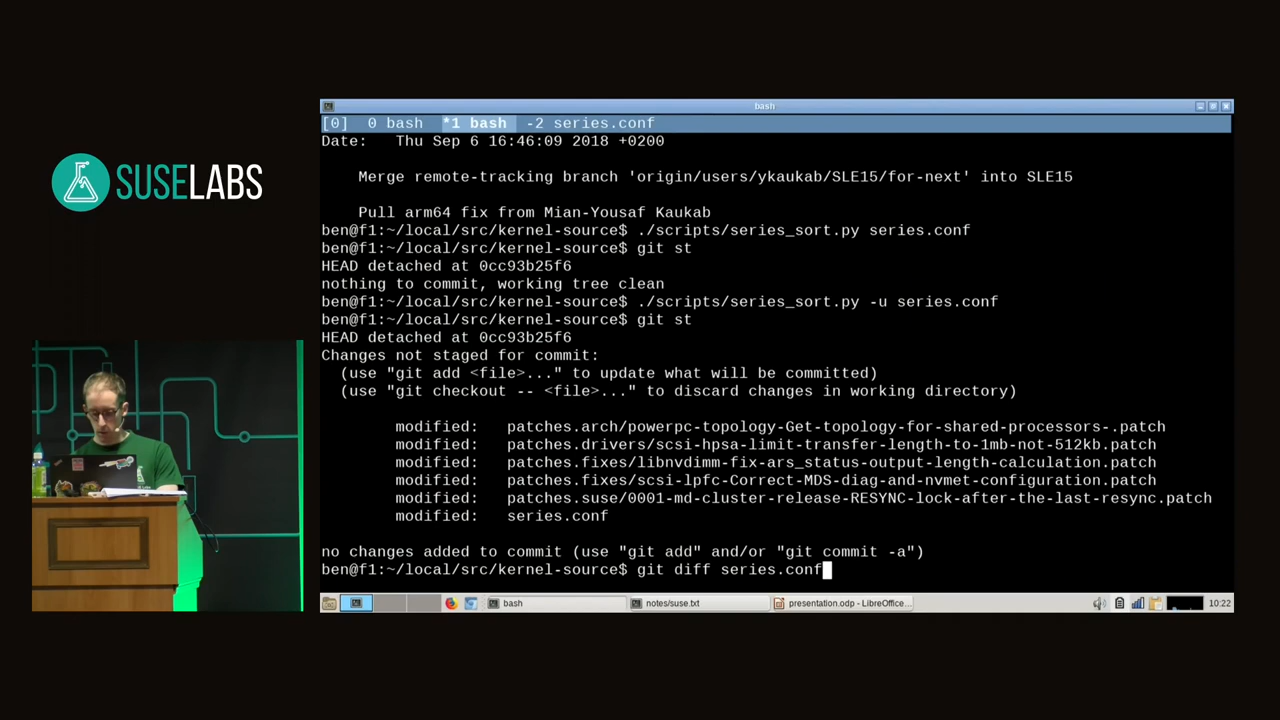 SUSELABS
bash
[0] 0 bash *1 bash -2 series.conf
Date: Thu Sep 6 16:46:09 2018 +0200
Merge remote-tracking branch 'origin/users/ykaukab/SLE15/for-next' into SLE15
Pull arm64 fix from Mian-Yousaf Kaukab
ben@f1:~/local/src/kernel-source$ ./scripts/series_sort.py series.conf
ben@f1:~/local/src/kernel-source$ git st
HEAD detached at 0cc93b25f6
nothing to commit, working tree clean
ben@f1:~/local/src/kernel-source$ ./scripts/series_sort.py -u series.conf
ben@f1:~/local/src/kernel-source$ git st
HEAD detached at 0cc93b25f6
Changes not staged for commit:
(use "git add <file>..." to update what will be committed)
(use "git checkout -- <file>..." to discard changes in working directory)
modified: patches.arch/powerpc-topology-Get-topology-for-shared-processors-.patch
modified: patches.drivers/scsi-hpsa-limit-transfer-length-to-1mb-not-512kb.patch
modified: patches.fixes/libnvdimm-fix-ars_status-output-length-calculation.patch
modified: patches.fixes/scsi-lpfc-Correct-MDS-diag-and-nvmet-configuration.patch
modified: patches.suse/0001-md-cluster-release-RESYNC-lock-after-the-last-resync.patch
modified: series.conf
no changes added to commit (use "git add" and/or "git commit -a")
ben@f1:~/local/src/kernel-source$ git diff series.conf
bash
notes/suse.txt
presentation.odp - LibreOffice...
10:22